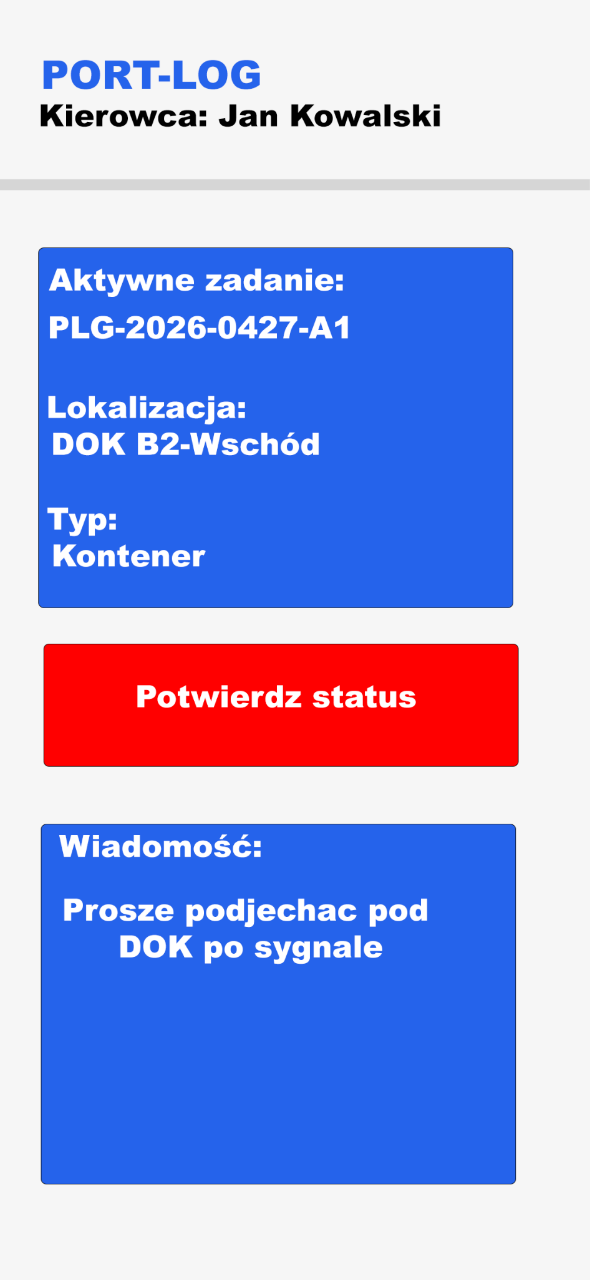 PORT-LOG
Kierowca: Jan Kowalski
Aktywne zadanie:
PLG-2026-0427-A1
Lokalizacja:
DOK B2-Wschód
Typ:
Kontener
Potwierdz status
Wiadomość:
Prosze podjechac pod
DOK po sygnale